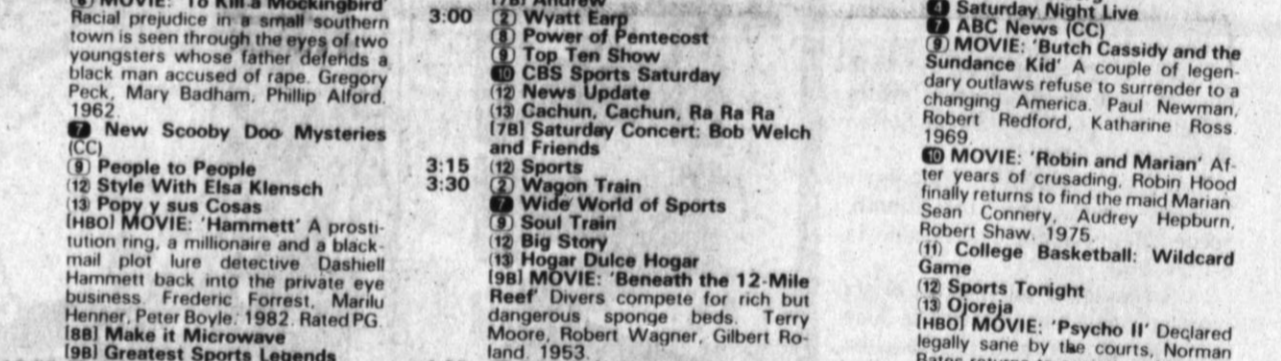 (6) MOVIE: 'To Kill a Mockingbird'
Racial prejudice in a small southern
town is seen through the eyes of two
youngsters whose father defends a
black man accused of rape. Gregory
Peck, Mary Badham, Phillip Alford.
1962.
(7) New Scooby Doo Mysteries
(CC)
(9) People to People
(12) Style With Elsa Klensch
(13) Popy y sus Cosas
[HBO] MOVIE: 'Hammett' A prosti-
tution ring, a millionaire and a black-
mail plot lure detective Dashiell
Hammett back into the private eye
business. Frederic Forrest, Marilu
Henner, Peter Boyle. 1982. Rated PG.
[8B] Make it Microwave
[9B] Greatest Sports Legends
[7B] Andrew
3:00 (2) Wyatt Earp
(8) Power of Pentecost
(9) Top Ten Show
(10) CBS Sports Saturday
(12) News Update
(13) Cachun, Cachun, Ra Ra Ra
[7B] Saturday Concert: Bob Welch
and Friends
3:15 (12) Sports
3:30 (2) Wagon Train
(7) Wide World of Sports
(9) Soul Train
(12) Big Story
(13) Hogar Dulce Hogar
[9B] MOVIE: 'Beneath the 12-Mile
Reef' Divers compete for rich but
dangerous sponge beds. Terry
Moore, Robert Wagner, Gilbert Ro-
land. 1953.
(4) Saturday Night Live
(7) ABC News (CC)
(9) MOVIE: 'Butch Cassidy and the
Sundance Kid' A couple of legen-
dary outlaws refuse to surrender to a
changing America. Paul Newman,
Robert Redford, Katharine Ross.
1969.
(10) MOVIE: 'Robin and Marian' Af-
ter years of crusading, Robin Hood
finally returns to find the maid Marian.
Sean Connery, Audrey Hepburn,
Robert Shaw. 1975.
(11) College Basketball: Wildcard
Game
(12) Sports Tonight
(13) Ojoreja
[HBO] MOVIE: 'Psycho II' Declared
legally sane by the courts, Norman